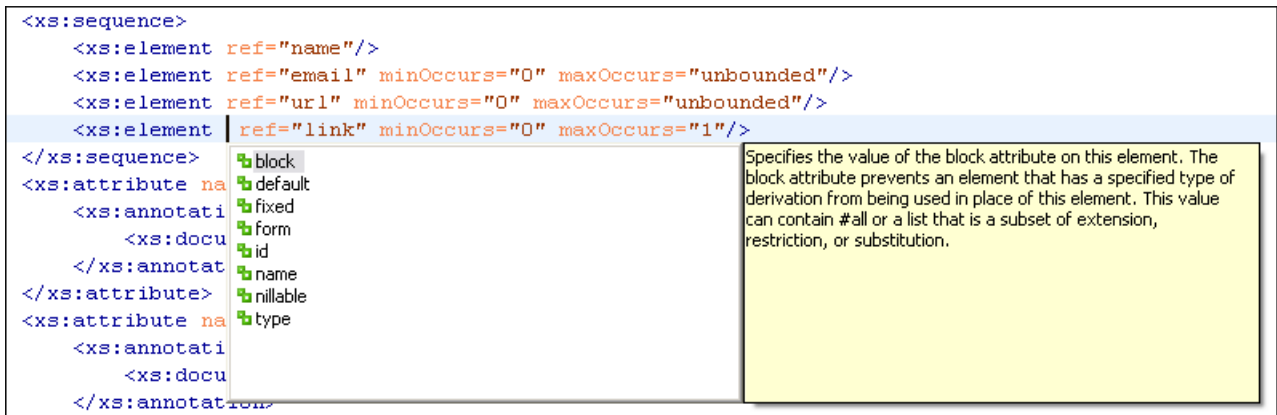 <xs:sequence>
<xs:element ref="name"/>
<xs:element ref="email" minOccurs="0" maxOccurs="unbounded"/>
<xs:element ref="url" minOccurs="0" maxOccurs="unbounded"/>
<xs:element ref="link" minOccurs="0" maxOccurs="1"/>
</xs:sequence>
<xs:attribute na
<xs:annotati
<xs:docu
</xs:annotat
</xs:attribute>
<xs:attribute na
<xs:annotati
<xs:docu
</xs:annotation>
block
default
fixed
form
id
name
nillable
type
Specifies the value of the block attribute on this element. The
block attribute prevents an element that has a specified type of
derivation from being used in place of this element. This value
can contain #all or a list that is a subset of extension,
restriction, or substitution.